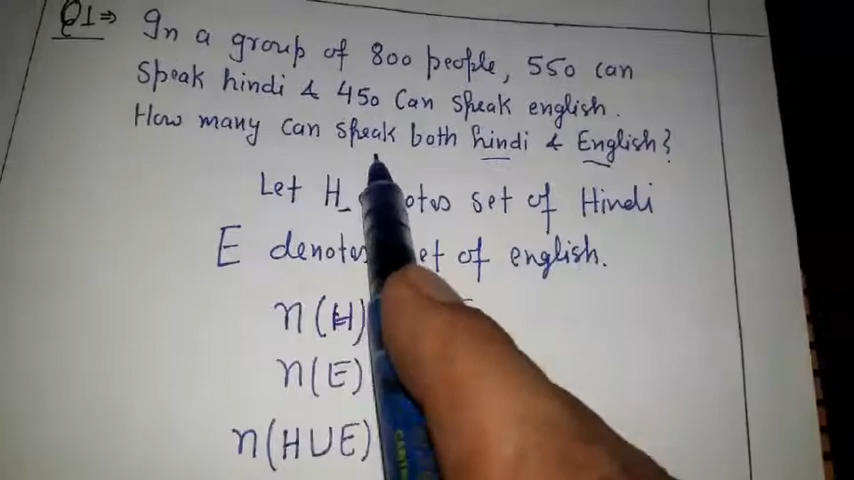 Q1⇒ In a group of 800 people, 550 can
speak hindi & 450 can speak english.
How many can speak both hindi & English?
Let H otes set of Hindi
E denotes et of english.
n(H)
n(E)
n(HUE)